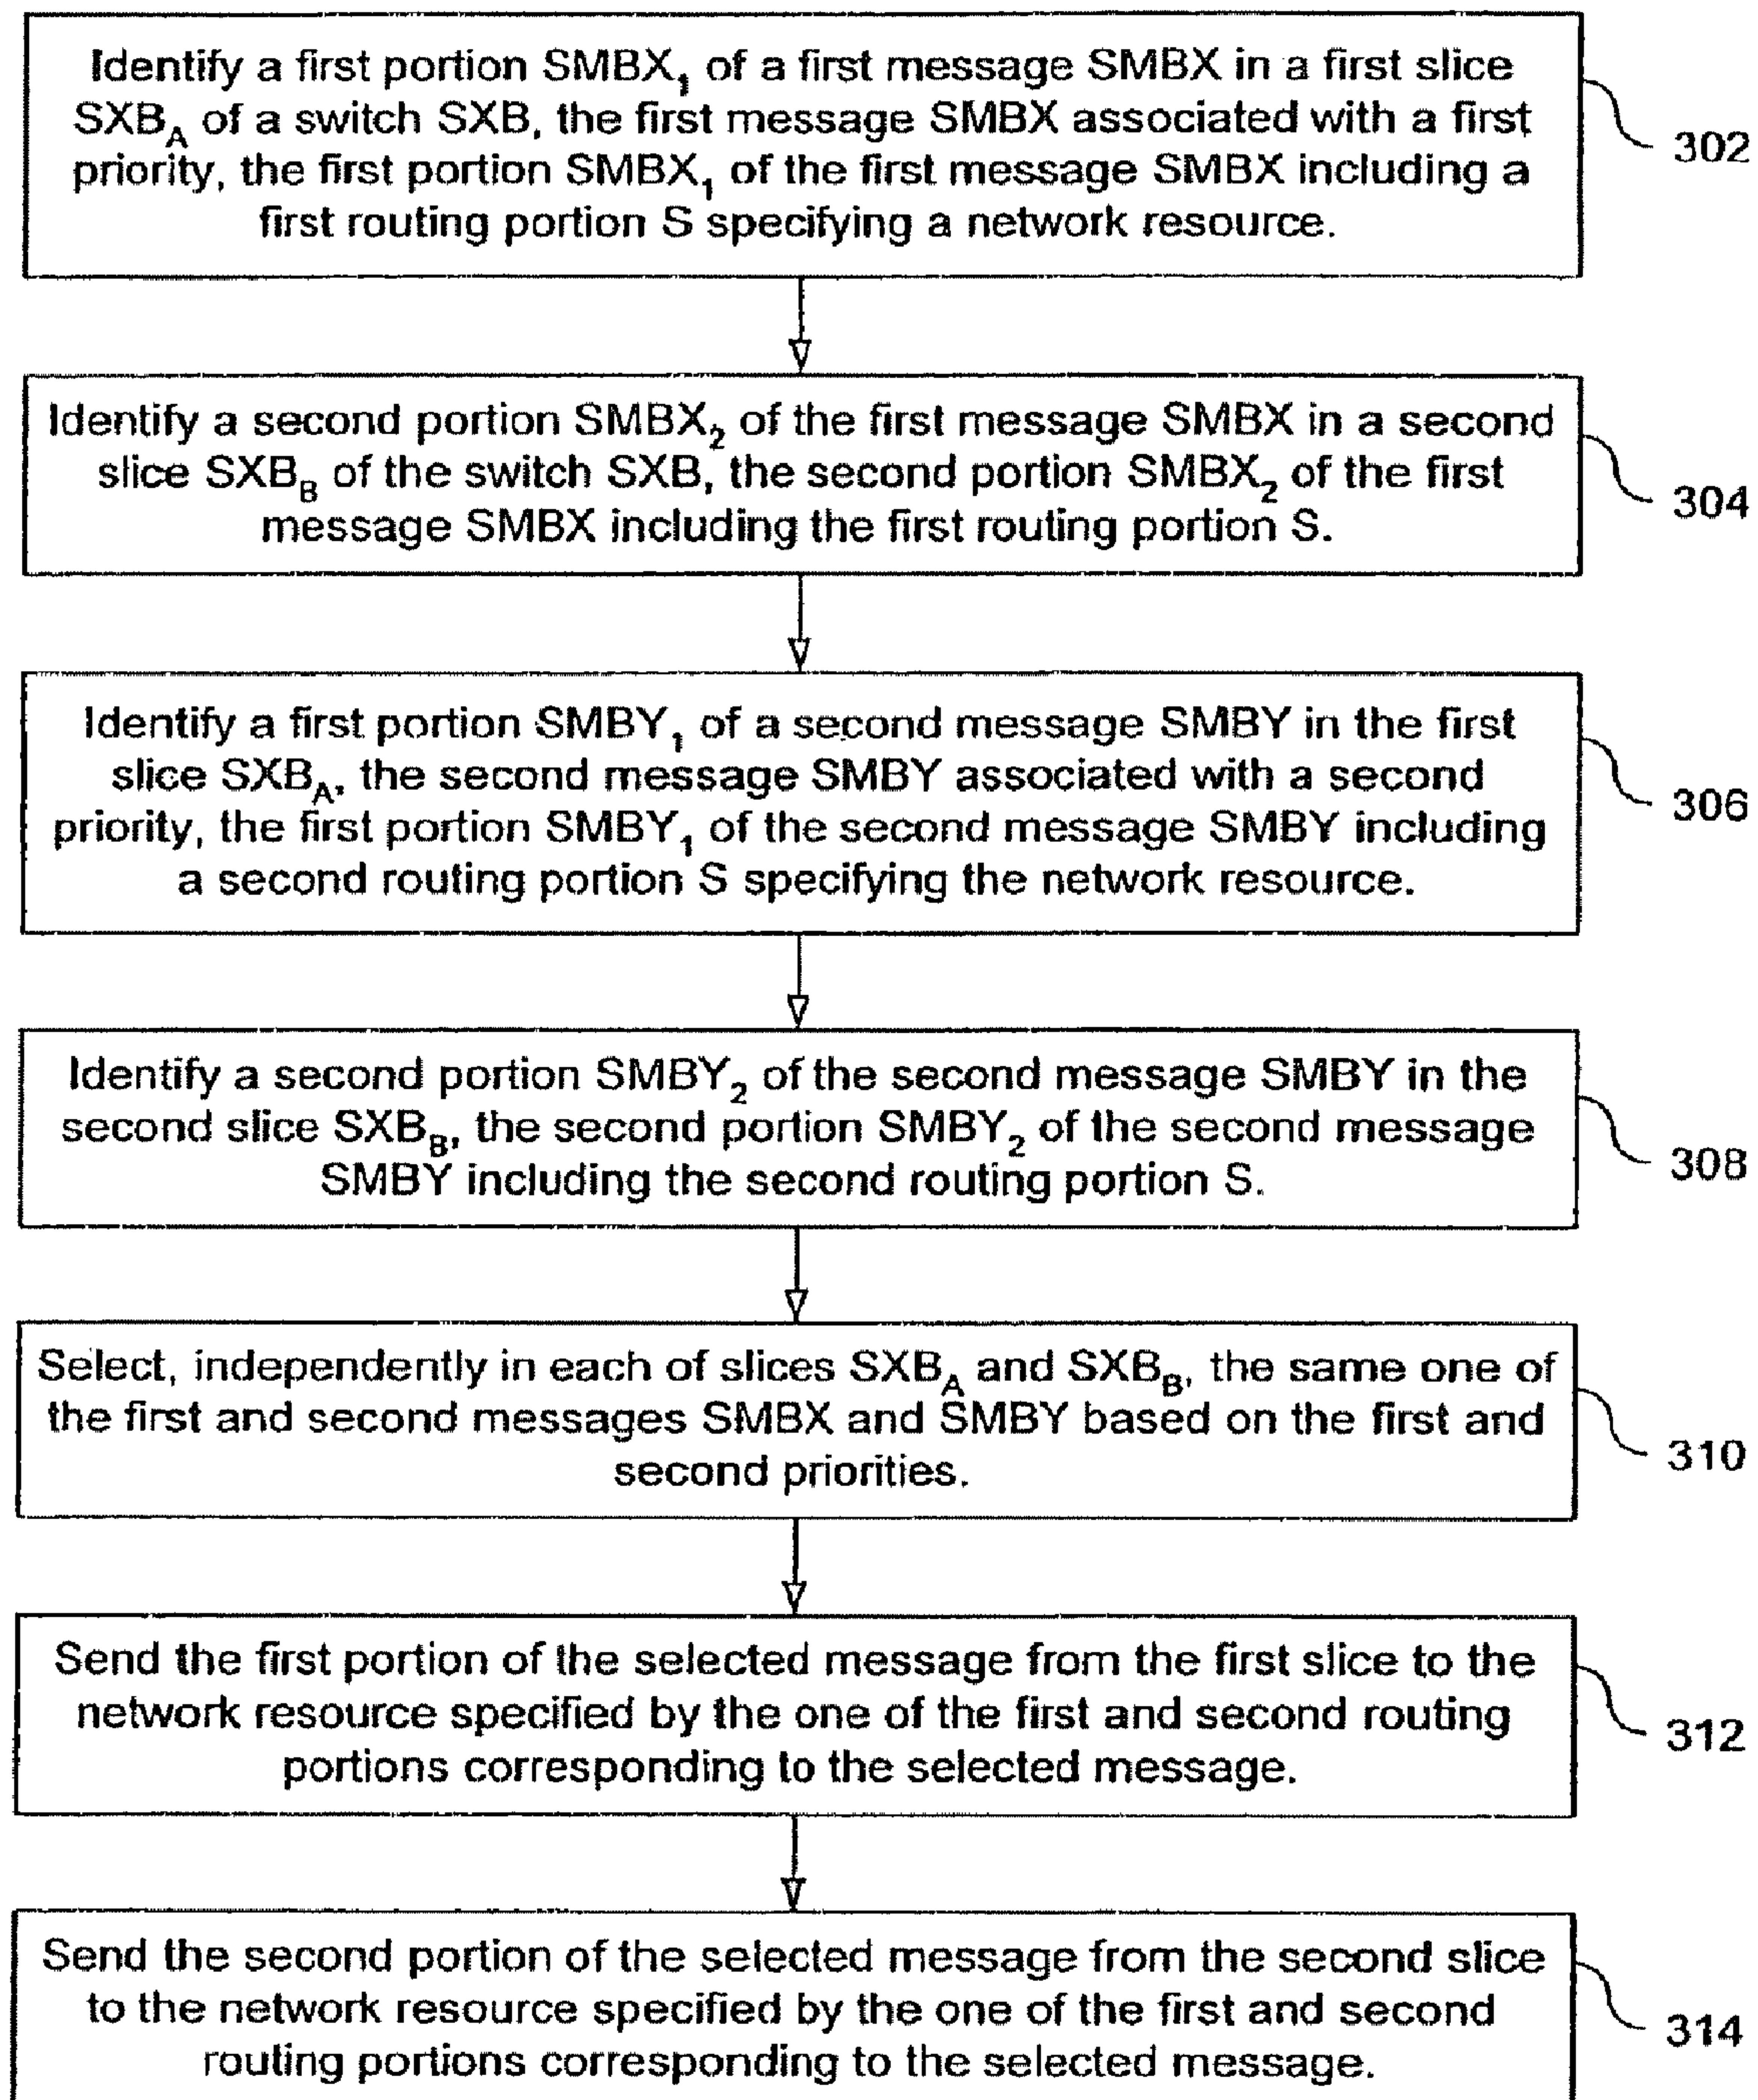 Identify a first portion SMBX₁ of a first message SMBX in a first slice
SXB_A of a switch SXB, the first message SMBX associated with a first
priority, the first portion SMBX₁ of the first message SMBX including a
first routing portion S specifying a network resource.
302
Identify a second portion SMBX₂ of the first message SMBX in a second
slice SXB_B of the switch SXB, the second portion SMBX₂ of the first
message SMBX including the first routing portion S.
304
Identify a first portion SMBY₁ of a second message SMBY in the first
slice SXB_A, the second message SMBY associated with a second
priority, the first portion SMBY₁ of the second message SMBY including
a second routing portion S specifying the network resource.
306
Identify a second portion SMBY₂ of the second message SMBY in the
second slice SXB_B, the second portion SMBY₂ of the second message
SMBY including the second routing portion S.
308
Select, independently in each of slices SXB_A and SXB_B, the same one of
the first and second messages SMBX and SMBY based on the first and
second priorities.
310
Send the first portion of the selected message from the first slice to the
network resource specified by the one of the first and second routing
portions corresponding to the selected message.
312
Send the second portion of the selected message from the second slice
to the network resource specified by the one of the first and second
routing portions corresponding to the selected message.
314